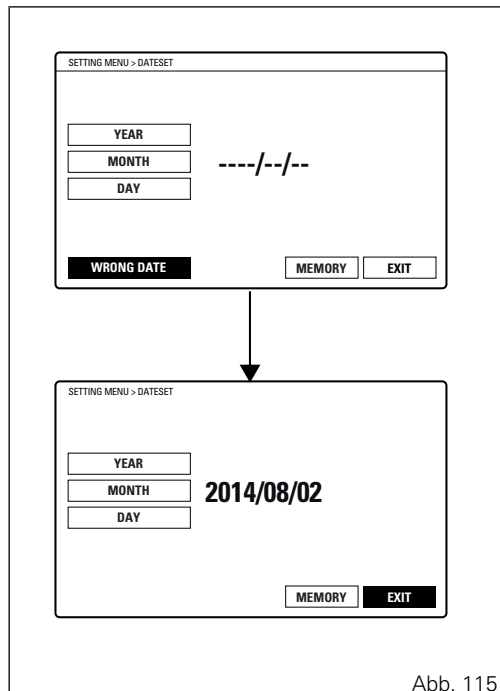 SETTING MENU > DATESET
YEAR
MONTH ----/--/--
DAY
WRONG DATE MEMORY EXIT
SETTING MENU > DATESET
YEAR
MONTH 2014/08/02
DAY
MEMORY EXIT
Abb. 115